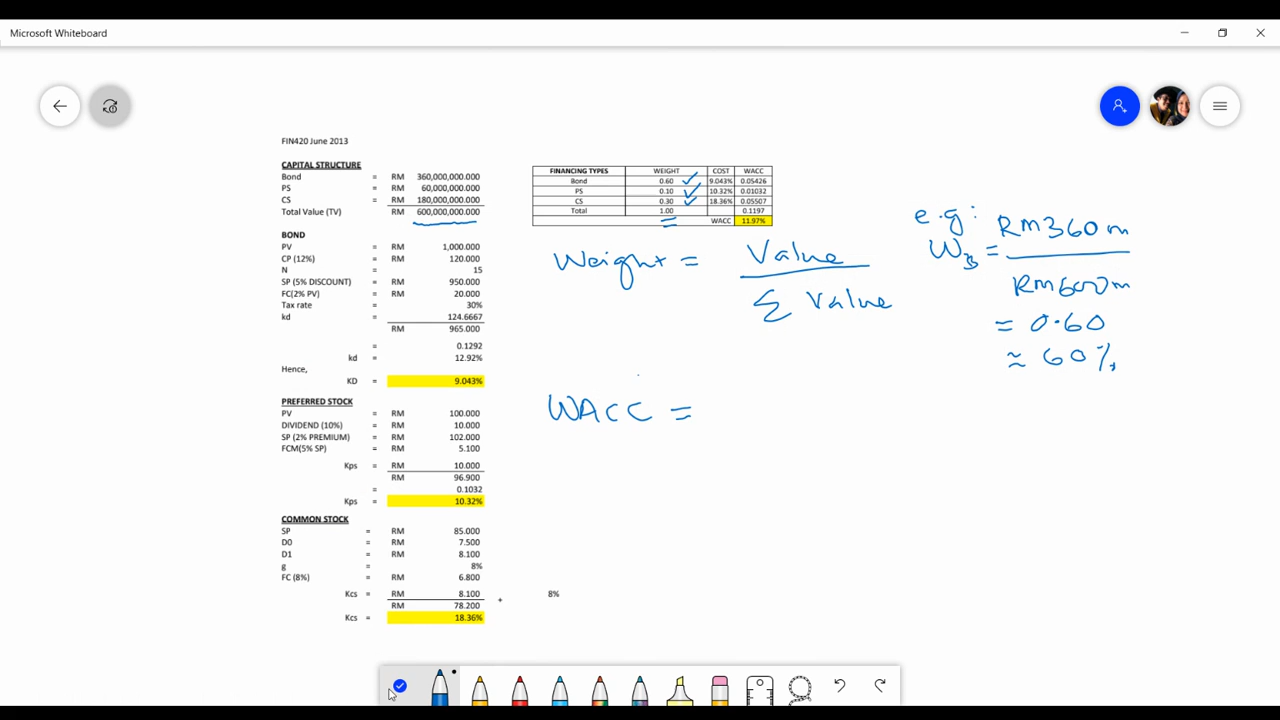 Microsoft Whiteboard
FIN420 June 2013
CAPITAL STRUCTURE
Bond = RM 360,000,000.000
PS = RM 60,000,000.000
CS = RM 180,000,000.000
Total Value (TV) RM 600,000,000.000
BOND
PV = RM 1,000.000
CP (12%) = RM 120.000
N = 15
SP (5% DISCOUNT) = RM 950.000
FC(2% PV) = RM 20.000
Tax rate 30%
kd = 124.6667
RM 965.000
= 0.1292
kd = 12.92%
Hence,
KD = 9.043%
PREFERRED STOCK
PV = RM 100.000
DIVIDEND (10%) = RM 10.000
SP (2% PREMIUM) = RM 102.000
FCM(5% SP) = RM 5.100
Kps = RM 10.000
RM 96.900
= 0.1032
Kps = 10.32%
COMMON STOCK
SP = RM 85.000
D0 = RM 7.500
D1 = RM 8.100
g = 8%
FC (8%) = RM 6.800
Kcs = RM 8.100 + 8%
RM 78.200
Kcs = 18.36%
FINANCING TYPES WEIGHT COST WACC
Bond 0.60 9.043% 0.05426
PS 0.10 10.32% 0.01032
CS 0.30 18.36% 0.05507
Total 1.00 0.1197
WACC 11.97%
Weight = Value
Σ Value
WACC =
e.g:
W_B = RM360m
RM600m
= 0.60
≈ 60%